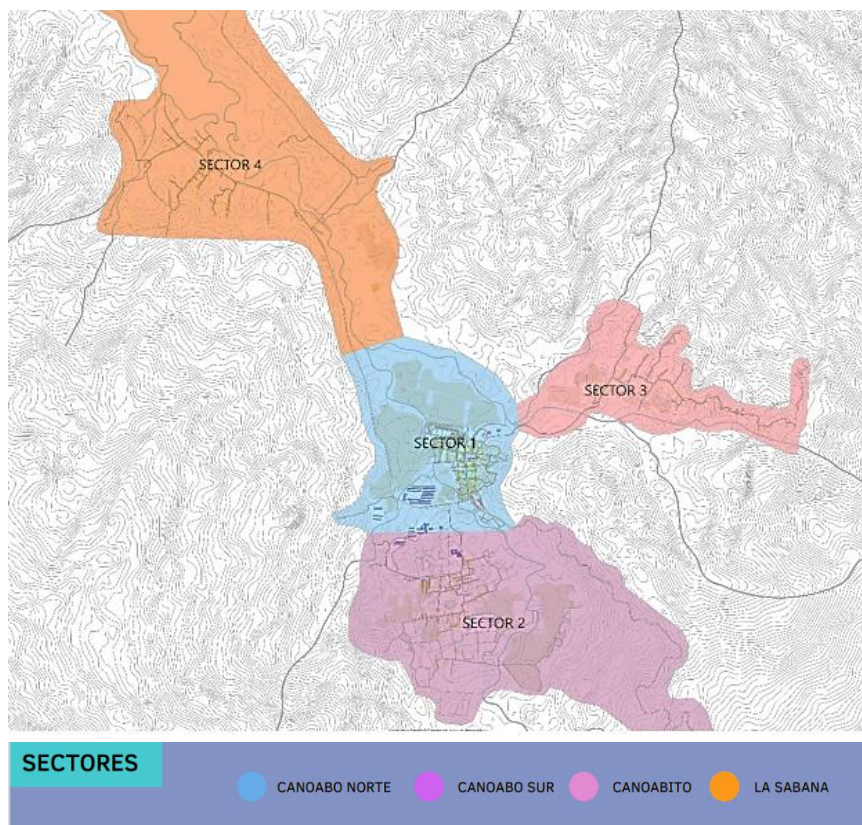 SECTOR 4
SECTOR 3
SECTOR 1
SECTOR 2
SECTORES
CANOABO NORTE
CANOABO SUR
CANOABITO
LA SABANA